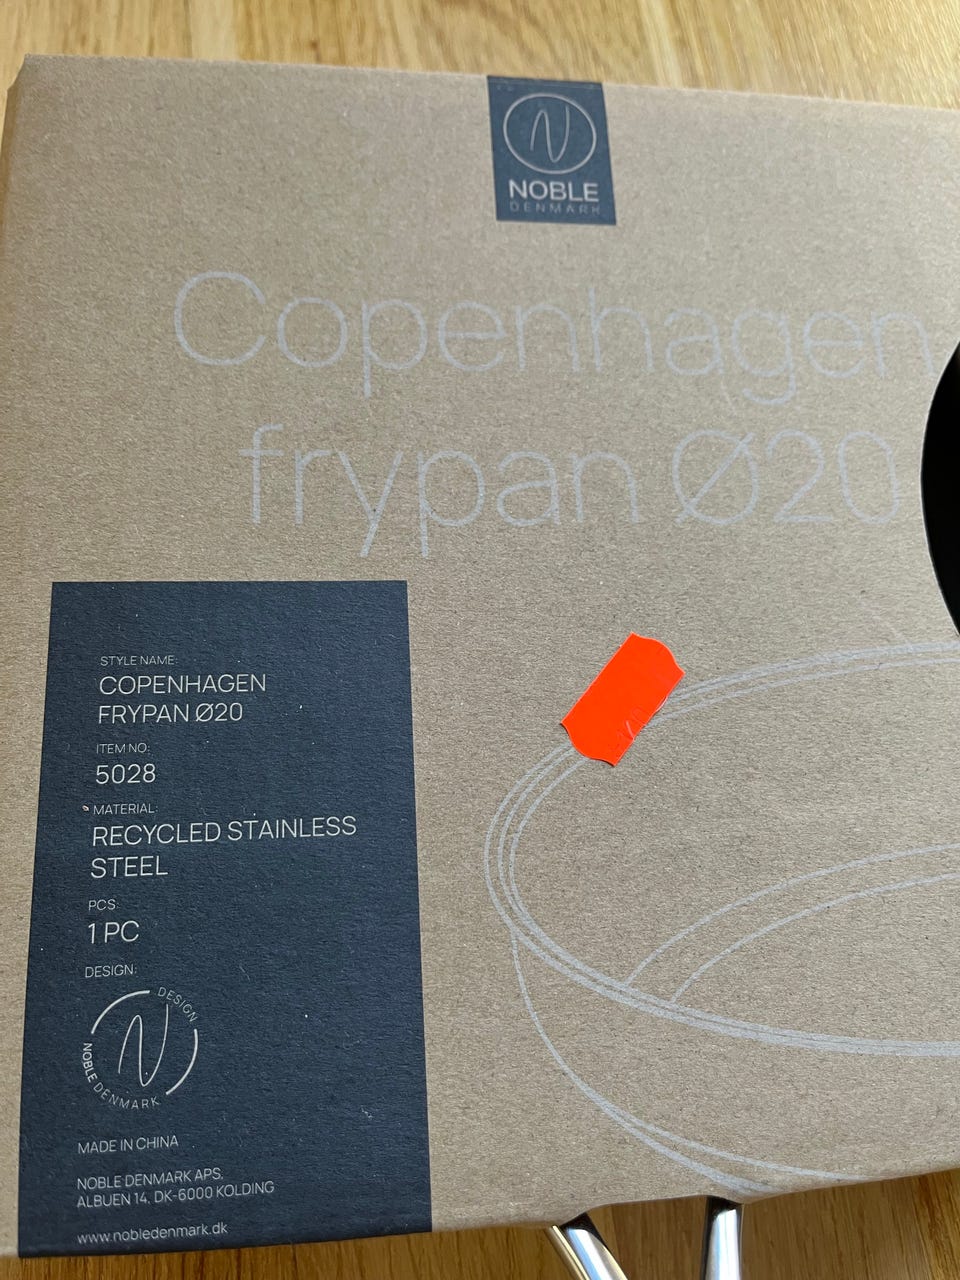 NOBLE
DENMARK
Copenhagen
frypan Ø20
STYLE NAME:
COPENHAGEN
FRYPAN Ø20
ITEM NO:
5028
MATERIAL:
RECYCLED STAINLESS
STEEL
PCS:
1 PC
DESIGN:
DESIGN
NOBLE DENMARK
MADE IN CHINA
NOBLE DENMARK APS,
ALBUEN 14, DK-6000 KOLDING
www.nobledenmark.dk